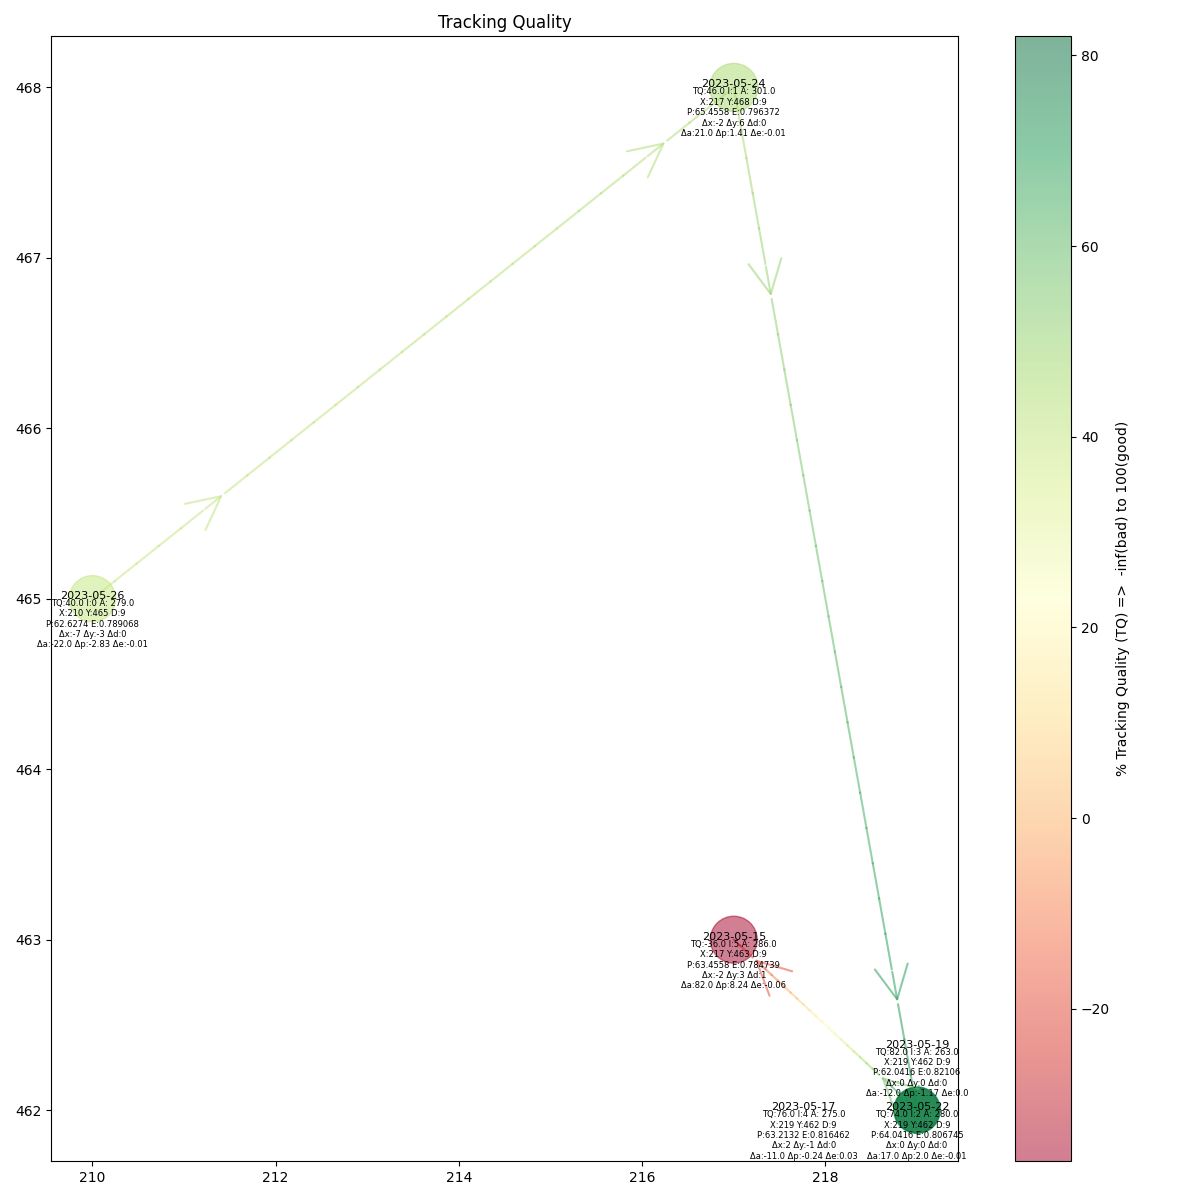 Tracking Quality
468
467
466
465
464
463
462
210
212
214
216
218
2023-05-24
TQ:46.0 I:1 A: 301.0
X:217 Y:468 D:9
P:65.4558 E:0.796372
Δx:-2 Δy:6 Δd:0
Δa:21.0 Δp:1.41 Δe:-0.01
2023-05-26
TQ:40.0 I:0 A: 279.0
X:210 Y:465 D:9
P:62.6274 E:0.789068
Δx:-7 Δy:-3 Δd:0
Δa:-22.0 Δp:-2.83 Δe:-0.01
2023-05-15
TQ:-36.0 I:5 A: 286.0
X:217 Y:463 D:9
P:63.4558 E:0.784739
Δx:-2 Δy:3 Δd:1
Δa:82.0 Δp:8.24 Δe:-0.06
2023-05-19
TQ:82.0 I:3 A: 263.0
X:219 Y:462 D:9
P:62.0416 E:0.82106
Δx:0 Δy:0 Δd:0
Δa:-12.0 Δp:-1.17 Δe:0.0
2023-05-17
TQ:76.0 I:4 A: 275.0
X:219 Y:462 D:9
P:63.2132 E:0.816462
Δx:2 Δy:-1 Δd:0
Δa:-11.0 Δp:-0.24 Δe:0.03
2023-05-22
TQ:74.0 I:2 A: 280.0
X:219 Y:462 D:9
P:64.0416 E:0.806745
Δx:0 Δy:0 Δd:0
Δa:17.0 Δp:2.0 Δe:-0.01
80
60
40
20
0
−20
% Tracking Quality (TQ) => -inf(bad) to 100(good)